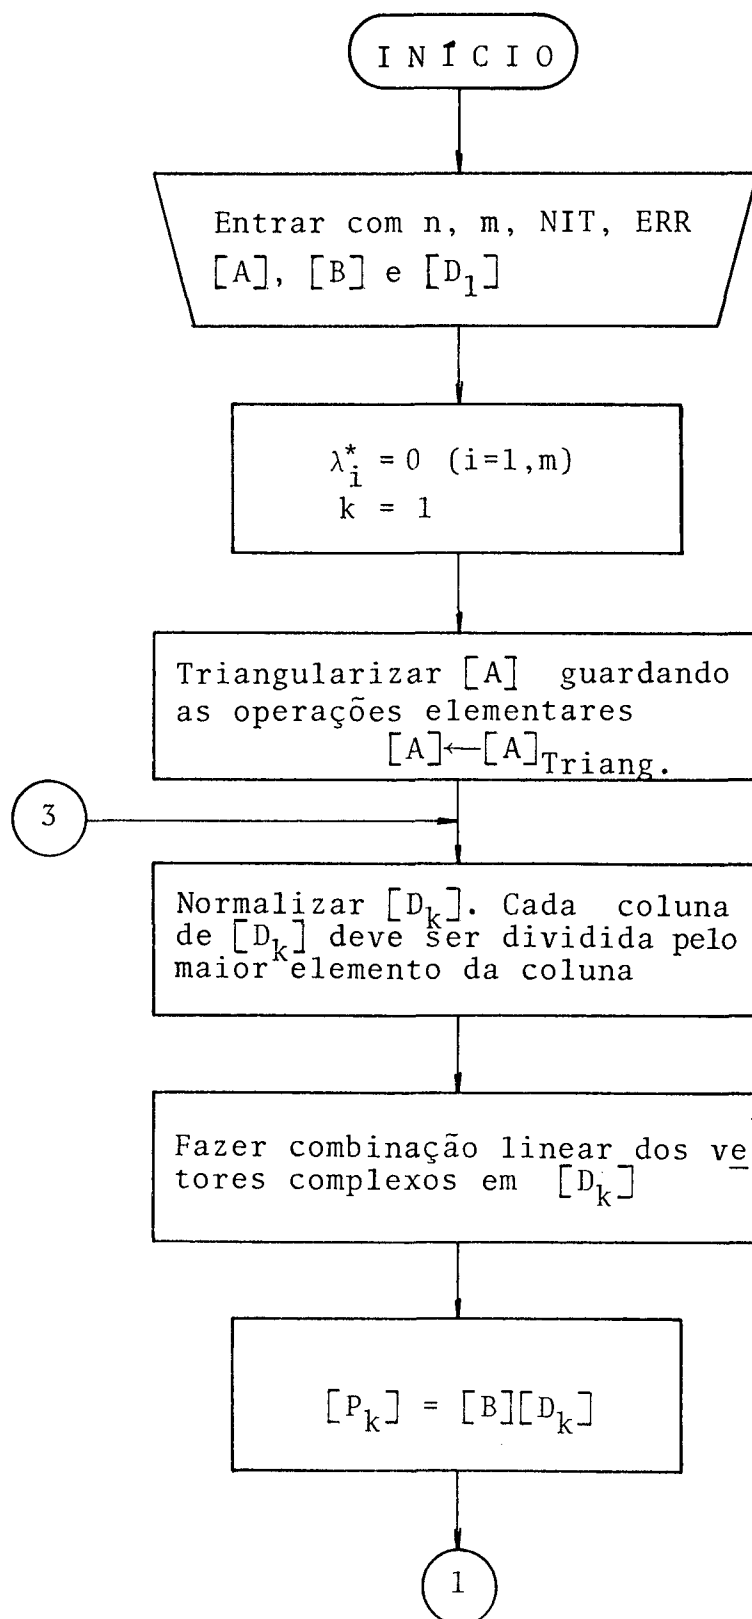 I N Í C I O
Entrar com n, m, NIT, ERR
[A], [B] e [D₁]
λ*ᵢ = 0 (i=1,m)
k = 1
Triangularizar [A] guardando
as operações elementares
[A]←[A]Triang.
3
Normalizar [Dₖ]. Cada coluna
de [Dₖ] deve ser dividida pelo
maior elemento da coluna
Fazer combinação linear dos ve
tores complexos em [Dₖ]
[Pₖ] = [B][Dₖ]
1